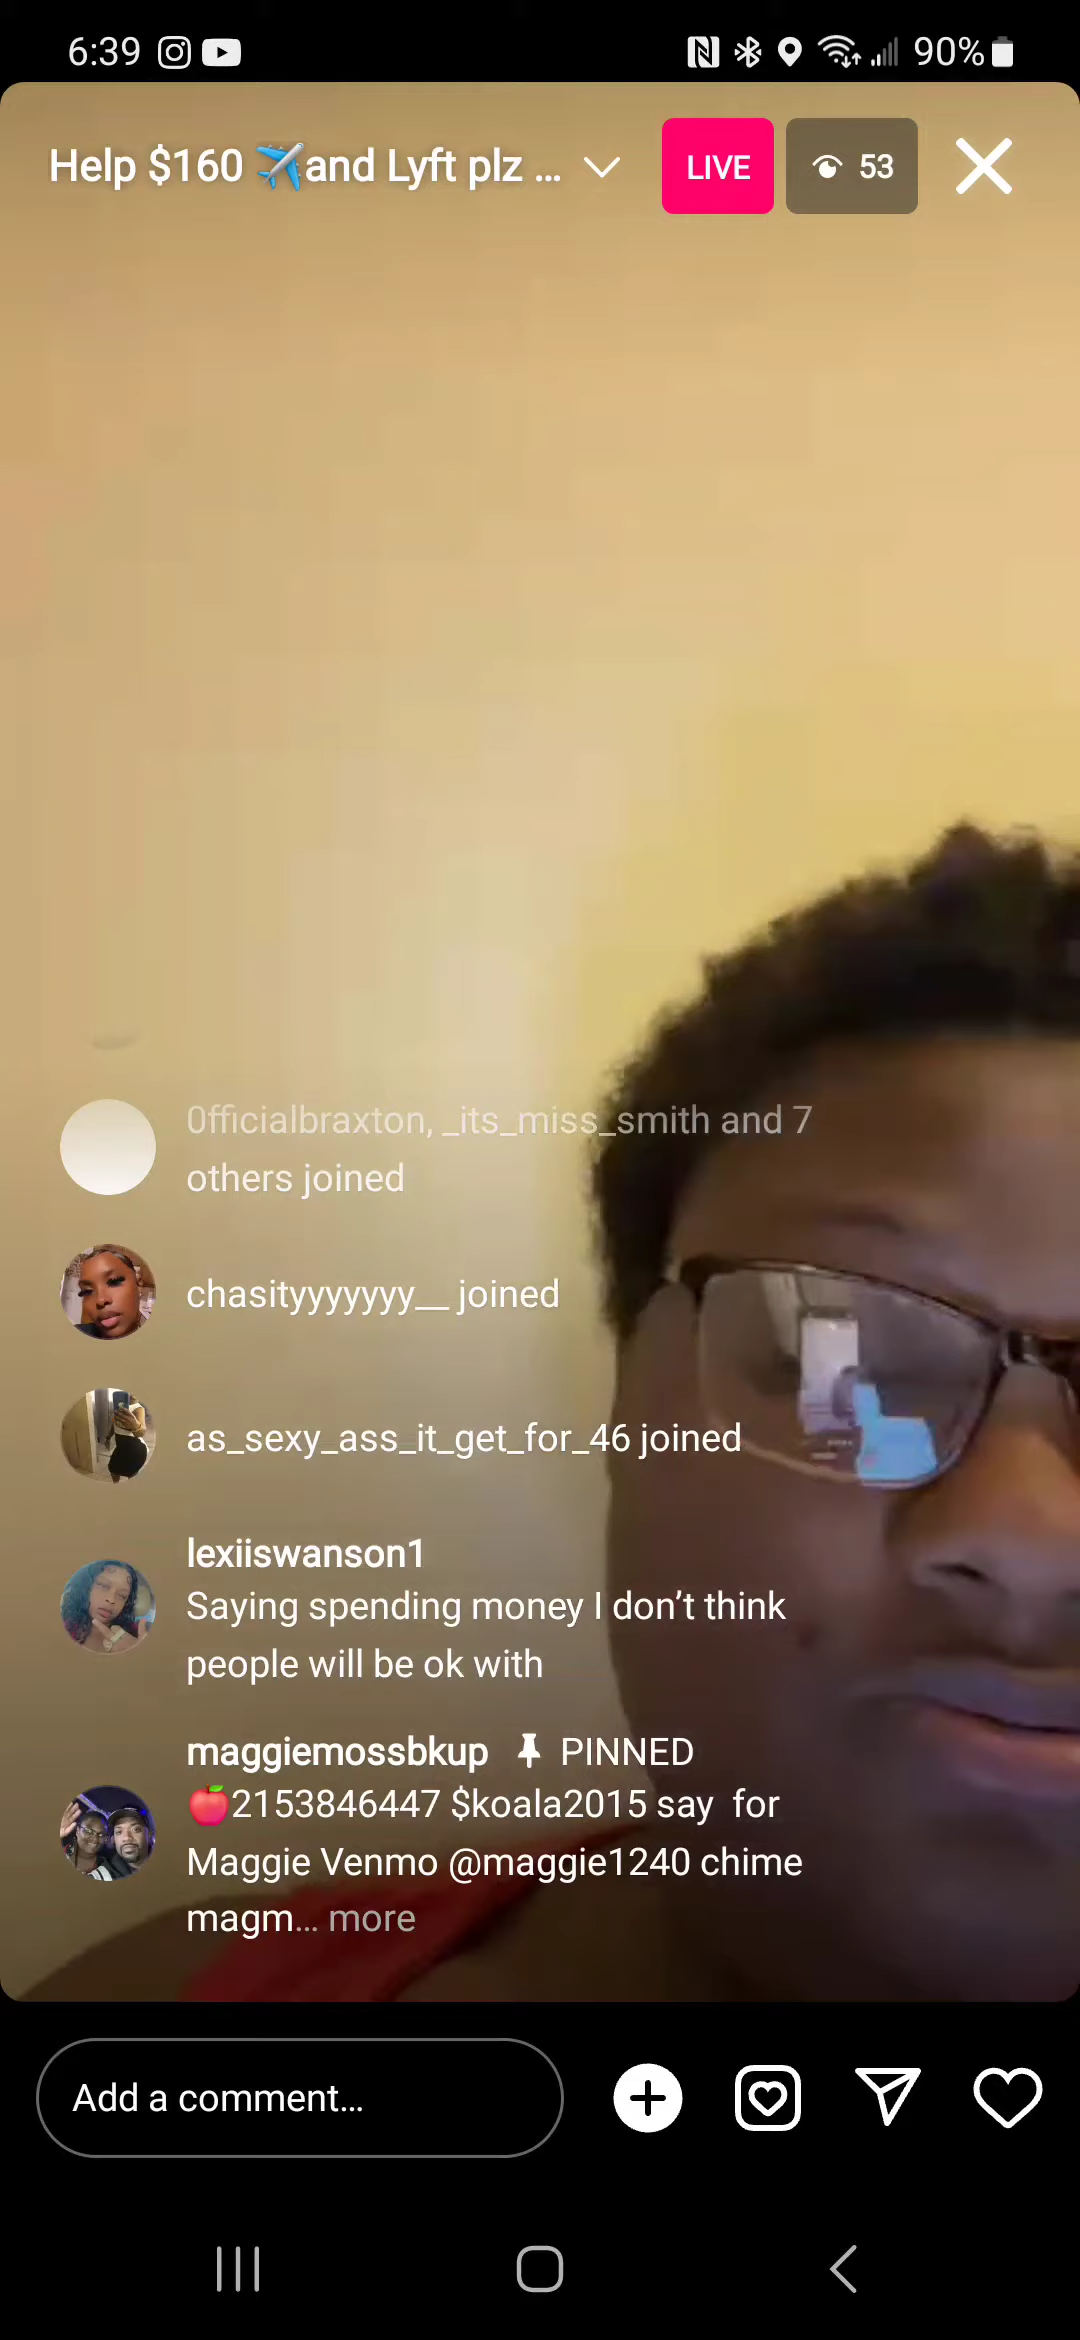 6:39 90%
Help $160 ✈️and Lyft plz ... LIVE 53
0fficialbraxton, _its_miss_smith and 7
others joined
chasityyyyyyy__ joined
as_sexy_ass_it_get_for_46 joined
lexiiswanson1
Saying spending money I don’t think
people will be ok with
maggiemossbkup PINNED
🍎2153846447 $koala2015 say for
Maggie Venmo @maggie1240 chime
magm... more
Add a comment...